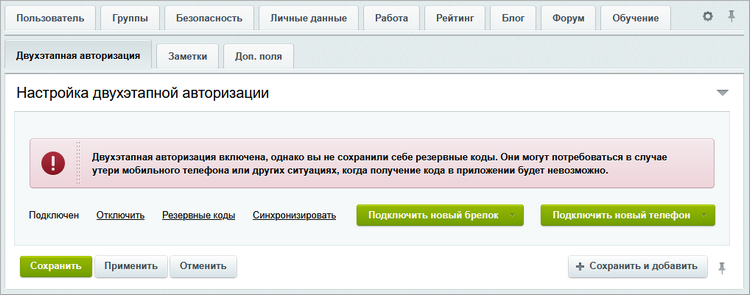 Пользователь Группы Безопасность Личные данные Работа Рейтинг Блог Форум Обучение
Двухэтапная авторизация Заметки Доп. поля
Настройка двухэтапной авторизации
Двухэтапная авторизация включена, однако вы не сохранили себе резервные коды. Они могут потребоваться в случае
утери мобильного телефона или других ситуациях, когда получение кода в приложении будет невозможно.
Подключен Отключить Резервные коды Синхронизировать Подключить новый брелок Подключить новый телефон
Сохранить Применить Отменить Сохранить и добавить